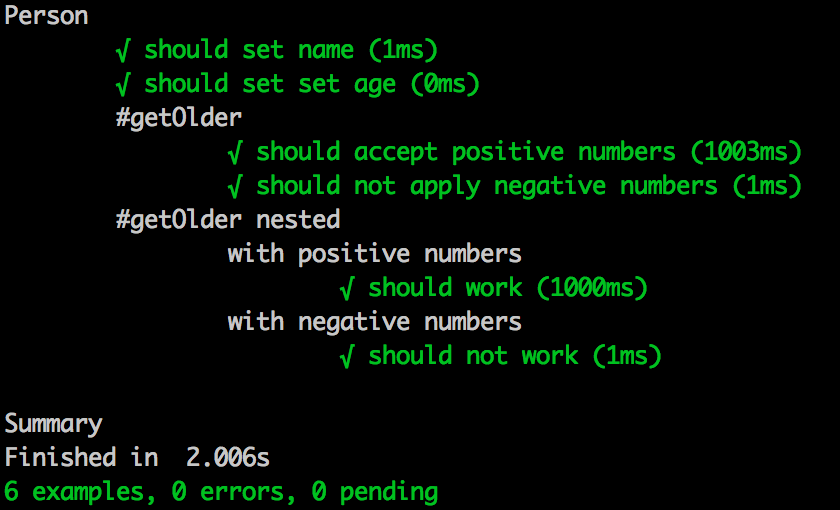 Person
√ should set name (1ms)
√ should set set age (0ms)
#getOlder
√ should accept positive numbers (1003ms)
√ should not apply negative numbers (1ms)
#getOlder nested
with positive numbers
√ should work (1000ms)
with negative numbers
√ should not work (1ms)
Summary
Finished in  2.006s
6 examples, 0 errors, 0 pending